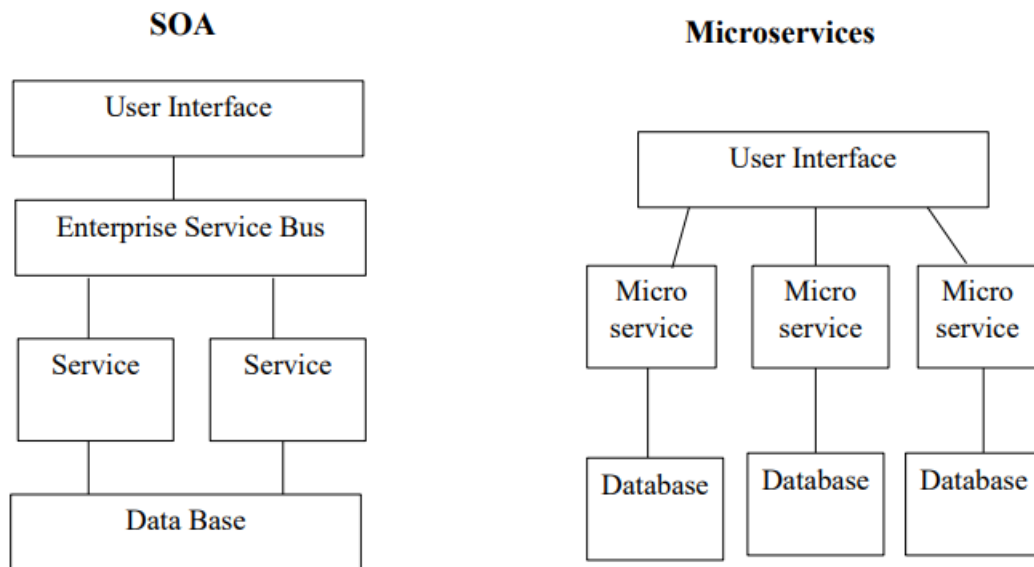 SOA
User Interface
Enterprise Service Bus
Service
Service
Data Base
Microservices
User Interface
Micro
service
Micro
service
Micro
service
Database
Database
Database